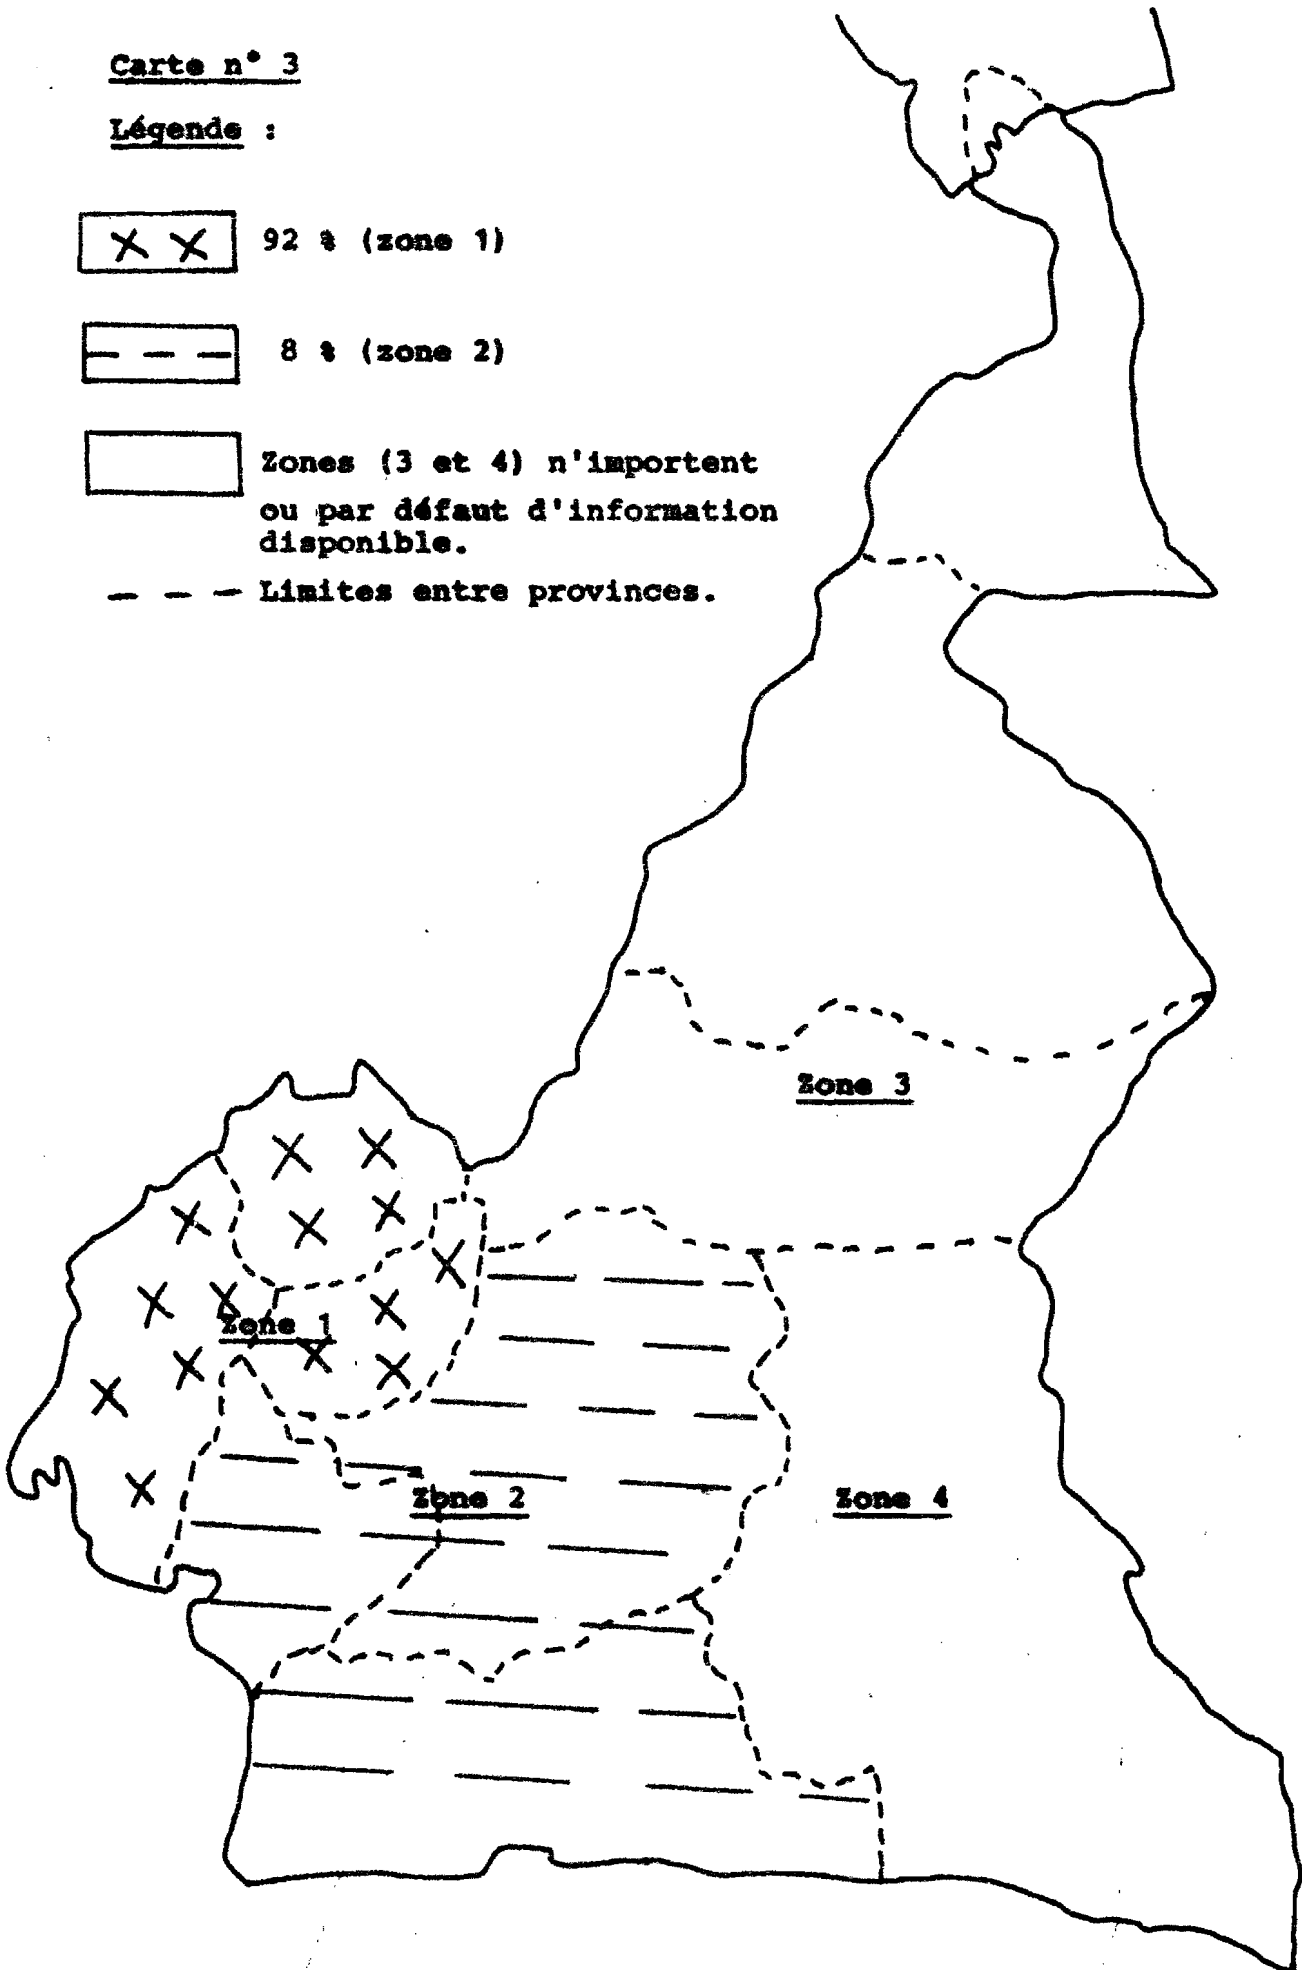 Carte n° 3
Légende :
92 % (zone 1)
8 % (zone 2)
Zones (3 et 4) n'importent
ou par défaut d'information
disponible.
Limites entre provinces.
Zone 3
Zone 1
Zone 2
Zone 4